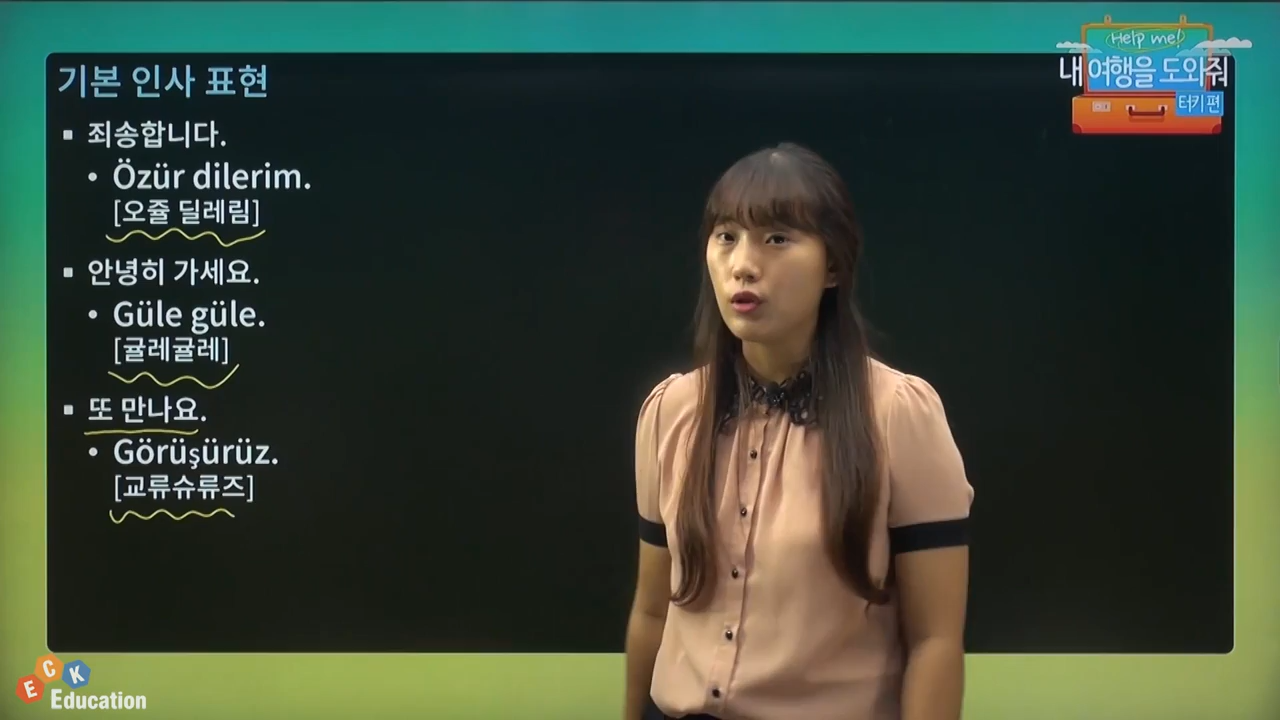 기본 인사 표현
▪ 죄송합니다.
• Özür dilerim.
[오쥴 딜레림]
▪ 안녕히 가세요.
• Güle güle.
[귤레귤레]
▪ 또 만나요.
• Görüşürüz.
[교류슈류즈]
Help me!
내 여행을 도와줘
터키편
ECK
Education